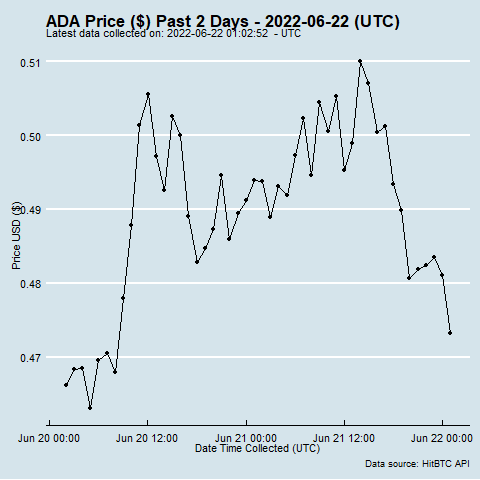 ADA Price ($) Past 2 Days - 2022-06-22 (UTC)
Latest data collected on: 2022-06-22 01:02:52  - UTC
0.51
0.50
0.49
0.48
0.47
Price USD ($)
Jun 20 00:00
Jun 20 12:00
Jun 21 00:00
Jun 21 12:00
Jun 22 00:00
Date Time Collected (UTC)
Data source: HitBTC API